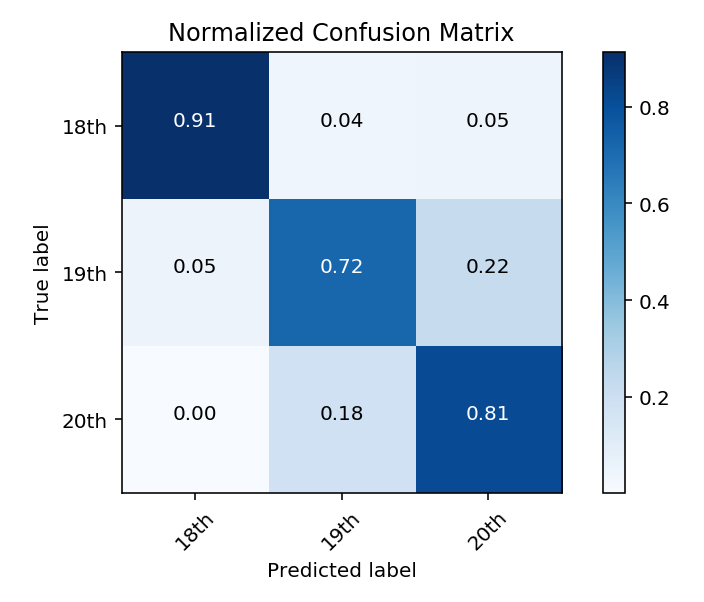 Normalized Confusion Matrix
18th 0.91 0.04 0.05
19th 0.05 0.72 0.22
20th 0.00 0.18 0.81
18th 19th 20th
Predicted label
True label
0.8
0.6
0.4
0.2